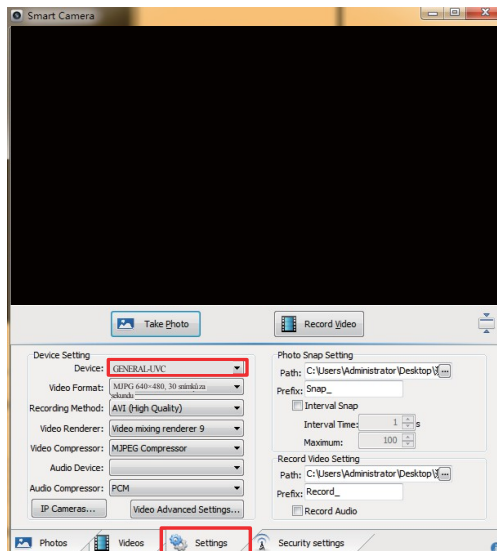 Smart Camera
Take Photo
Record Video
Device Setting
Device: GENERAL-UVC
Video Format: MJPG 640×480, 30 snímků za
sekundu
Recording Method: AVI (High Quality)
Video Renderer: Video mixing renderer 9
Video Compressor: MJPEG Compressor
Audio Device:
Audio Compressor: PCM
IP Cameras...
Video Advanced Settings...
Photo Snap Setting
Path: C:\Users\Administrator\Desktop\ ...
Prefix: Snap_
Interval Snap
Interval Time: 1 s
Maximum: 100
Record Video Setting
Path: C:\Users\Administrator\Desktop\ ...
Prefix: Record_
Record Audio
Photos
Videos
Settings
Security settings